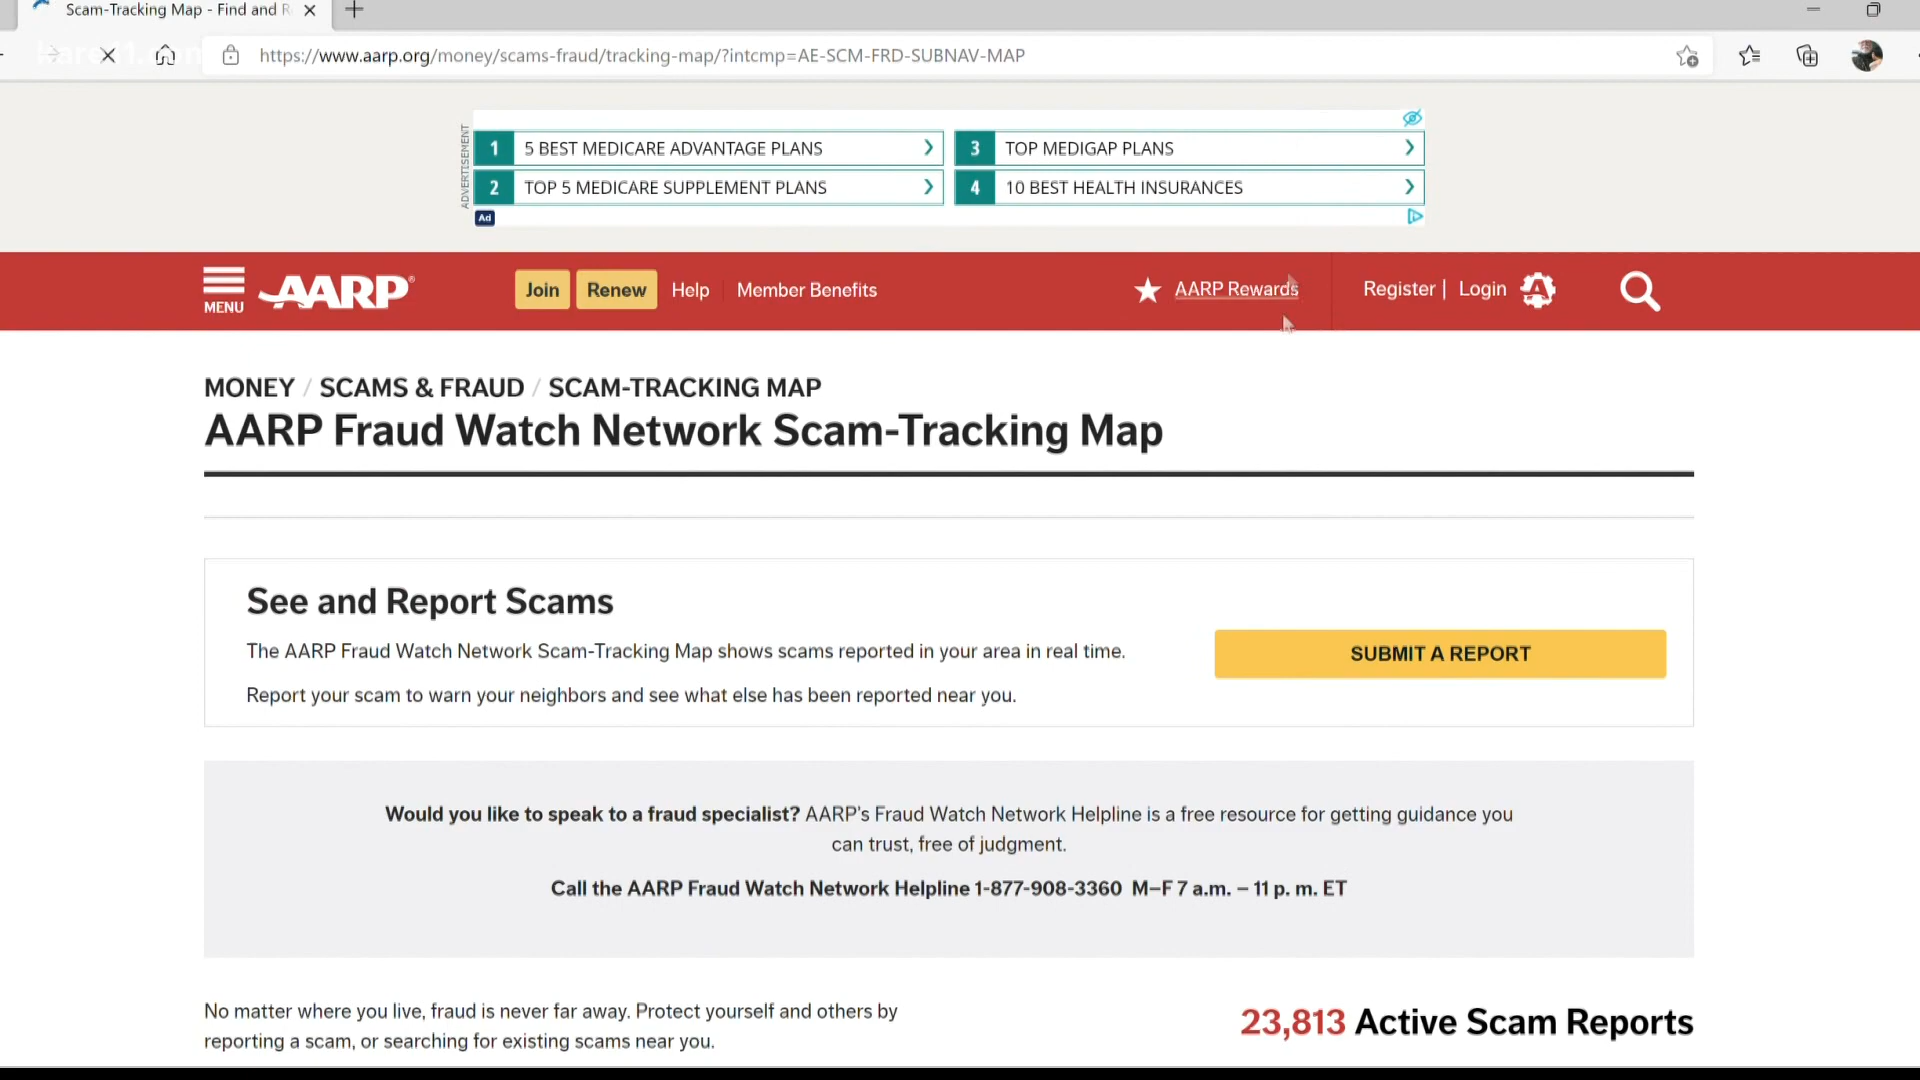 Scam-Tracking Map - Find and R
kare11.com
https://www.aarp.org/money/scams-fraud/tracking-map/?intcmp=AE-SCM-FRD-SUBNAV-MAP
ADVERTISEMENT
1 5 BEST MEDICARE ADVANTAGE PLANS
3 TOP MEDIGAP PLANS
2 TOP 5 MEDICARE SUPPLEMENT PLANS
4 10 BEST HEALTH INSURANCES
Ad
MENU
AARP®
Join Renew Help Member Benefits
AARP Rewards
Register | Login
MONEY / SCAMS & FRAUD / SCAM-TRACKING MAP
AARP Fraud Watch Network Scam-Tracking Map
See and Report Scams
The AARP Fraud Watch Network Scam-Tracking Map shows scams reported in your area in real time.
SUBMIT A REPORT
Report your scam to warn your neighbors and see what else has been reported near you.
Would you like to speak to a fraud specialist? AARP's Fraud Watch Network Helpline is a free resource for getting guidance you
can trust, free of judgment.
Call the AARP Fraud Watch Network Helpline 1-877-908-3360 M–F 7 a.m. – 11 p. m. ET
No matter where you live, fraud is never far away. Protect yourself and others by
reporting a scam, or searching for existing scams near you.
23,813 Active Scam Reports